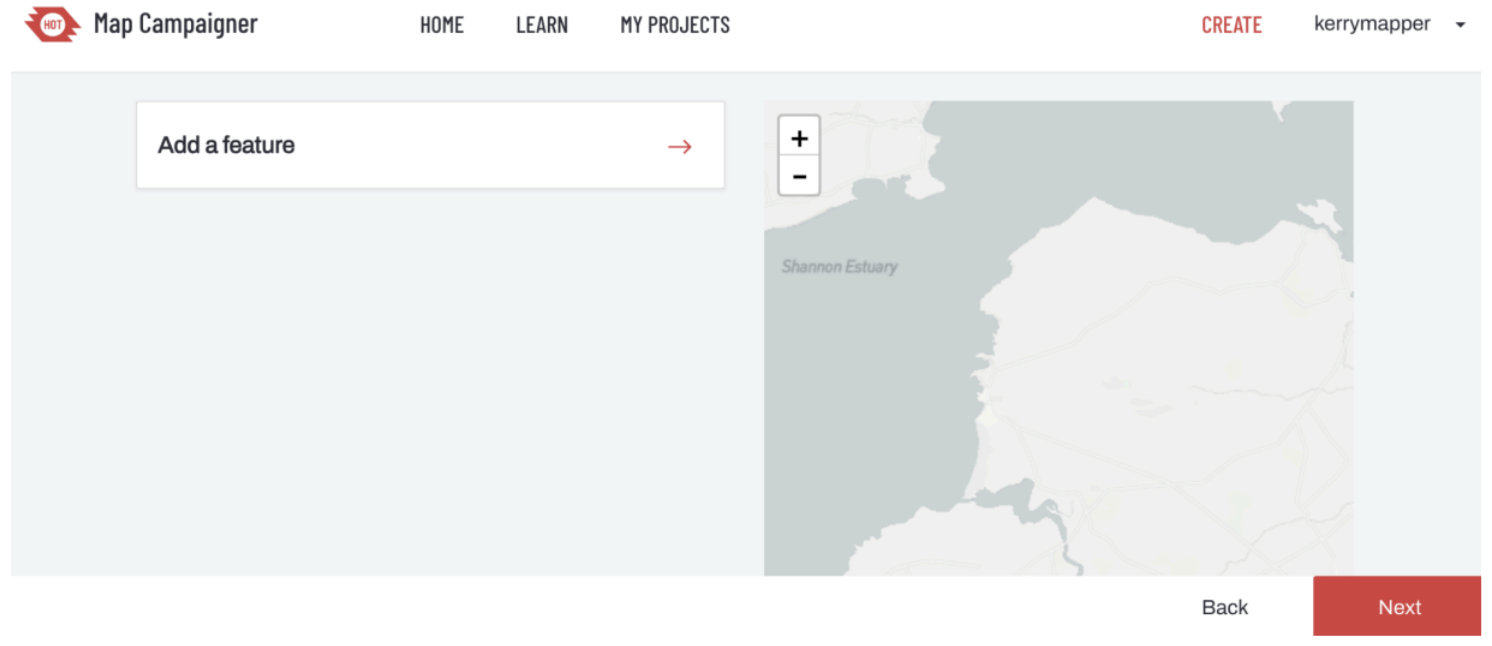 HOT Map Campaigner HOME LEARN MY PROJECTS CREATE kerrymapper
Add a feature →
+
-
Shannon Estuary
Back Next